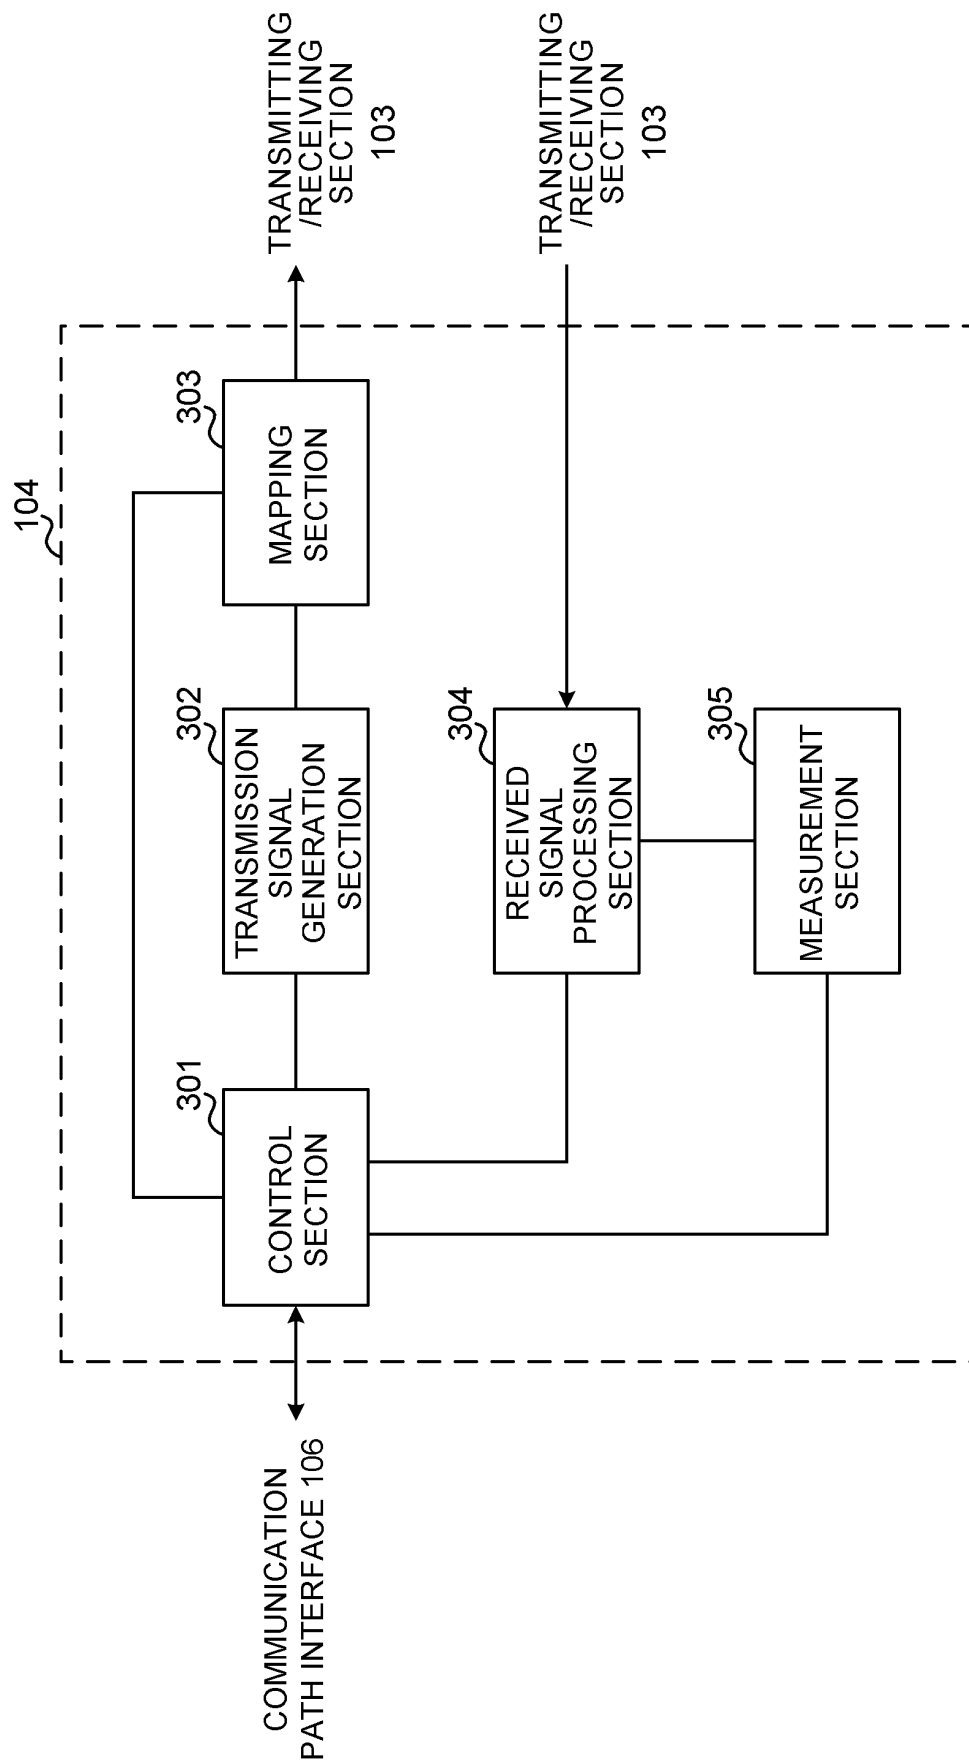 104
COMMUNICATION
PATH INTERFACE 106
301
CONTROL
SECTION
302
TRANSMISSION
SIGNAL
GENERATION
SECTION
303
MAPPING
SECTION
TRANSMITTING
/RECEIVING
SECTION
103
304
RECEIVED
SIGNAL
PROCESSING
SECTION
TRANSMITTING
/RECEIVING
SECTION
103
305
MEASUREMENT
SECTION